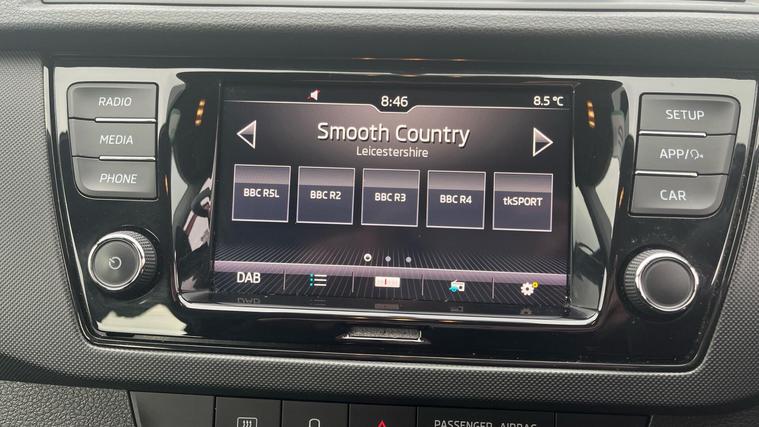 RADIO
MEDIA
PHONE
8:46
8.5 °C
Smooth Country
Leicestershire
BBC R5L
BBC R2
BBC R3
BBC R4
tkSPORT
DAB
SETUP
APP/
CAR
PASSENGER AIRBAG